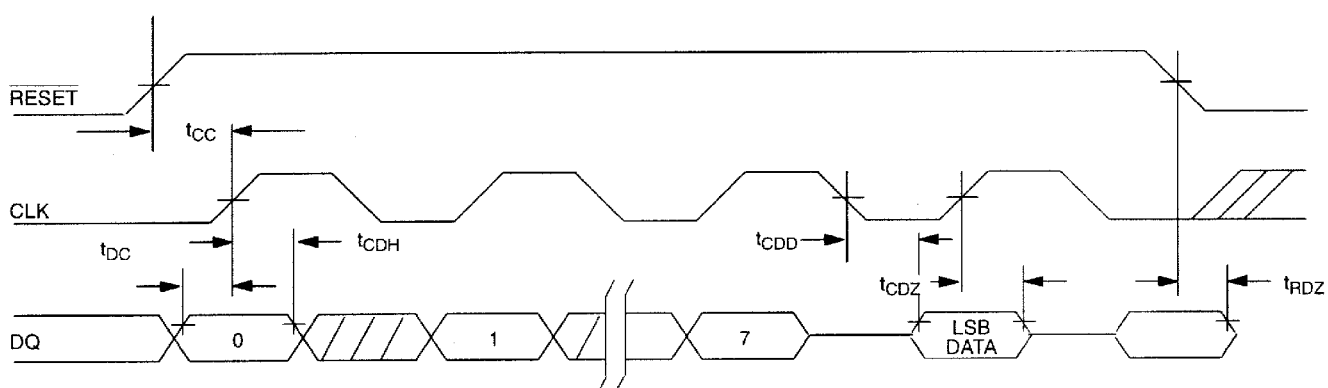 RESET
tCC
CLK
tDC
tCDH
tCDD
tCDZ
tRDZ
DQ
0
1
7
LSB
DATA